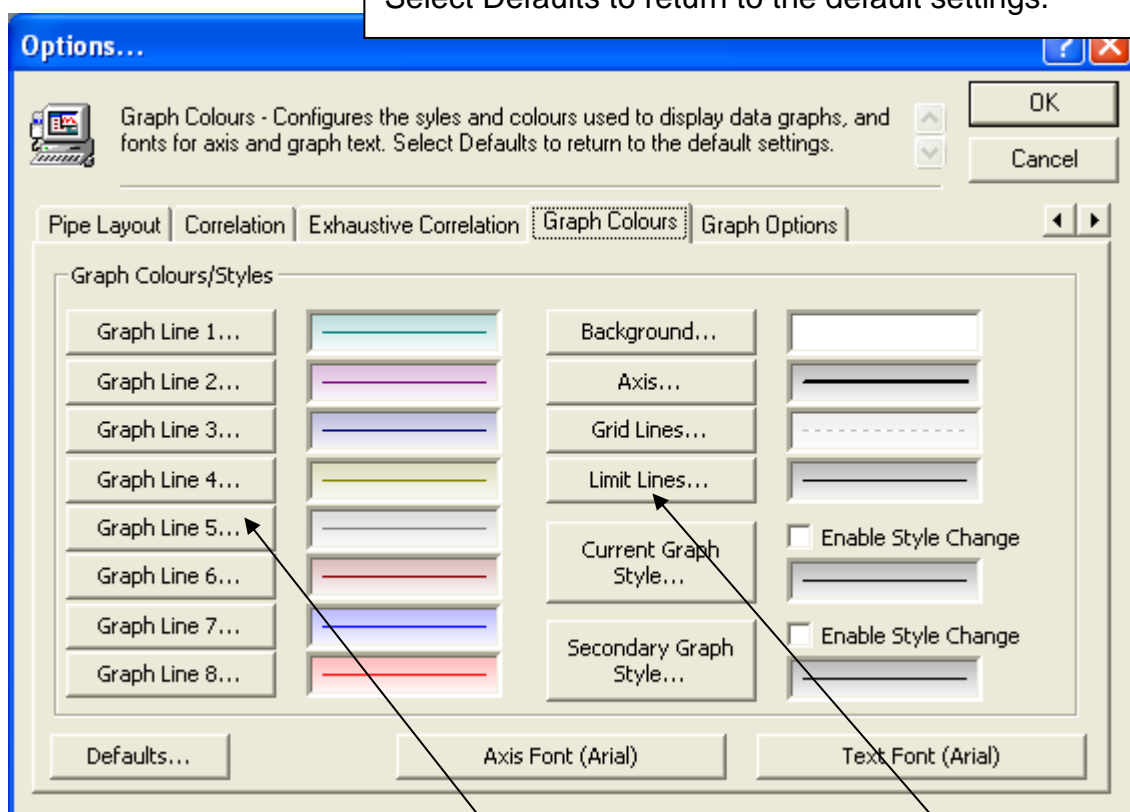 Select Defaults to return to the default settings.
Options...
Graph Colours - Configures the syles and colours used to display data graphs, and
fonts for axis and graph text. Select Defaults to return to the default settings.
OK
Cancel
Pipe Layout
Correlation
Exhaustive Correlation
Graph Colours
Graph Options
Graph Colours/Styles
Graph Line 1...
Graph Line 2...
Graph Line 3...
Graph Line 4...
Graph Line 5...
Graph Line 6...
Graph Line 7...
Graph Line 8...
Background...
Axis...
Grid Lines...
Limit Lines...
Current Graph
Style...
Enable Style Change
Secondary Graph
Style...
Enable Style Change
Defaults...
Axis Font (Arial)
Text Font (Arial)